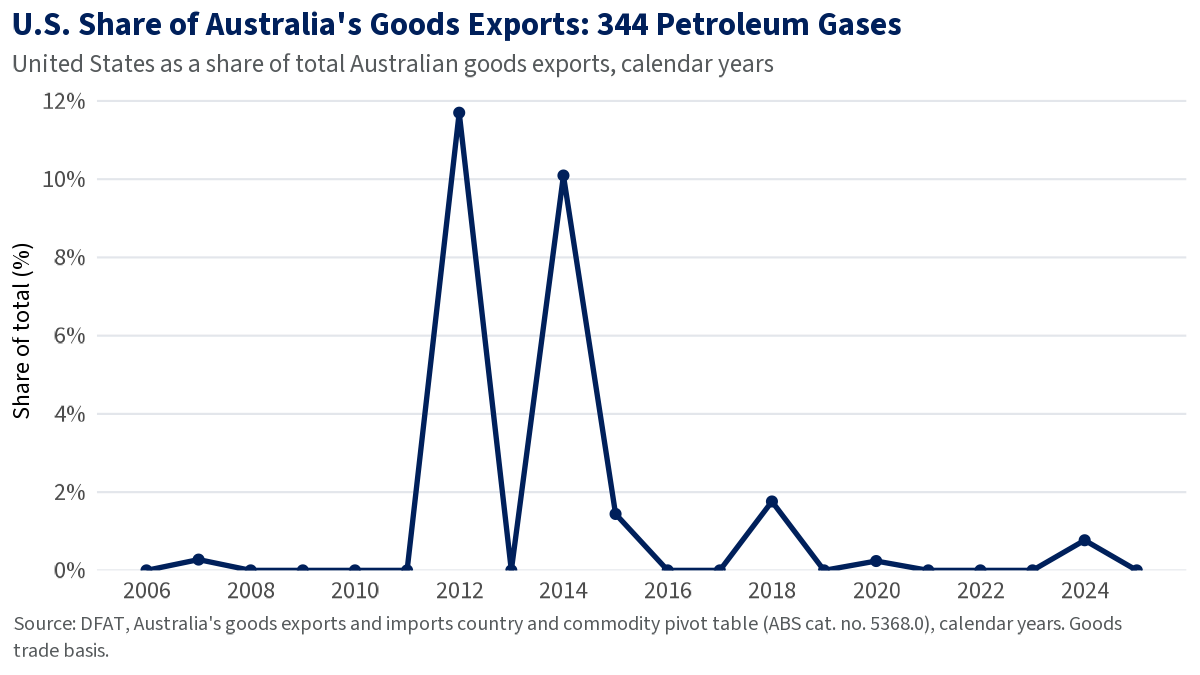 U.S. Share of Australia's Goods Exports: 344 Petroleum Gases
United States as a share of total Australian goods exports, calendar years
Share of total (%)
12%
10%
8%
6%
4%
2%
0%
2006 2008 2010 2012 2014 2016 2018 2020 2022 2024
Source: DFAT, Australia's goods exports and imports country and commodity pivot table (ABS cat. no. 5368.0), calendar years. Goods
trade basis.